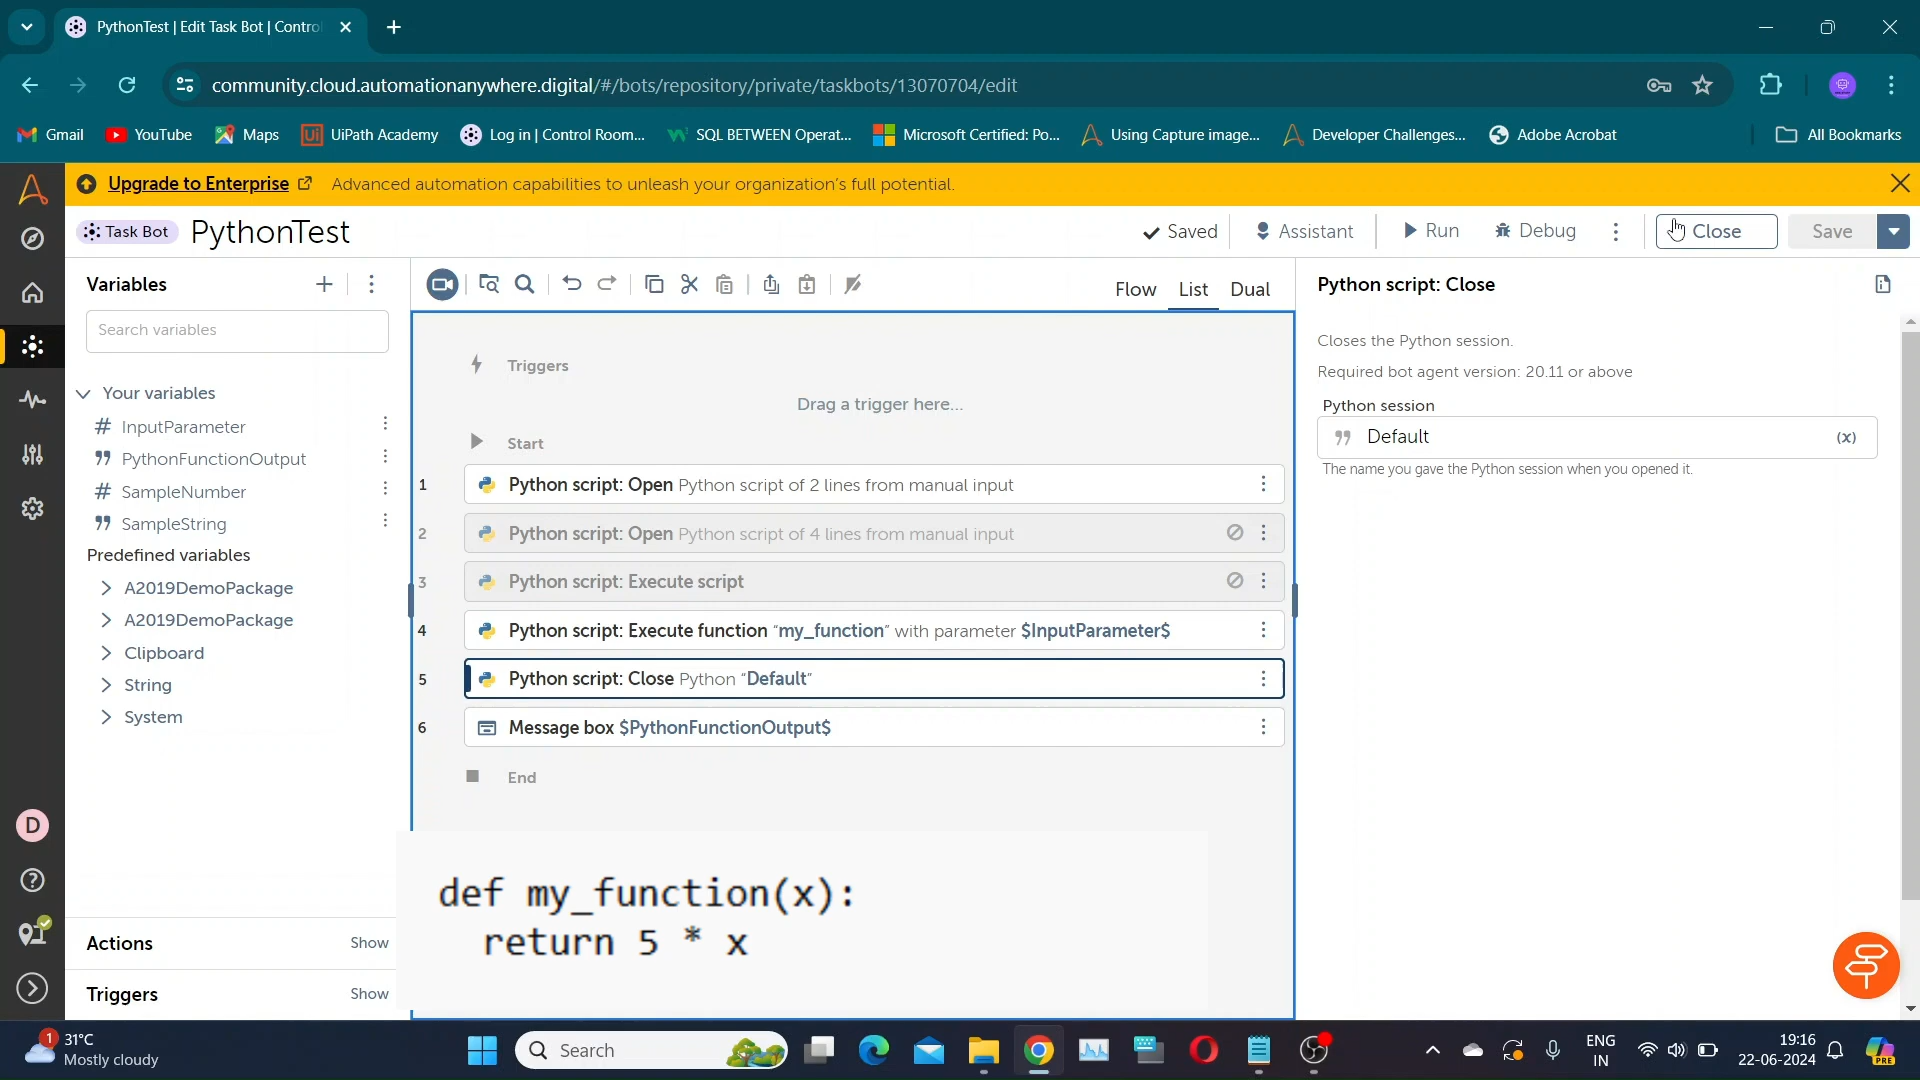 PythonTest | Edit Task Bot | Contro
community.cloud.automationanywhere.digital/#/bots/repository/private/taskbots/13070704/edit
Gmail
YouTube
Maps
UiPath Academy
Log in | Control Room...
SQL BETWEEN Operat...
Microsoft Certified: Po...
Using Capture image...
Developer Challenges...
Adobe Acrobat
All Bookmarks
Upgrade to Enterprise
Advanced automation capabilities to unleash your organization's full potential.
Task Bot
PythonTest
Saved
Assistant
Run
Debug
Close
Save
Variables
Search variables
Your variables
InputParameter
PythonFunctionOutput
SampleNumber
SampleString
Predefined variables
A2019DemoPackage
A2019DemoPackage
Clipboard
String
System
Actions
Show
Triggers
Show
Flow
List
Dual
Triggers
Drag a trigger here...
Start
1 Python script: Open Python script of 2 lines from manual input
2 Python script: Open Python script of 4 lines from manual input
3 Python script: Execute script
4 Python script: Execute function “my_function” with parameter $InputParameter$
5 Python script: Close Python “Default”
6 Message box $PythonFunctionOutput$
End
def my_function(x):
return 5 * x
Python script: Close
Closes the Python session.
Required bot agent version: 20.11 or above
Python session
Default
(x)
The name you gave the Python session when you opened it.
D
1
31°C
Mostly cloudy
Search
ENG
IN
19:16
22-06-2024
PRE